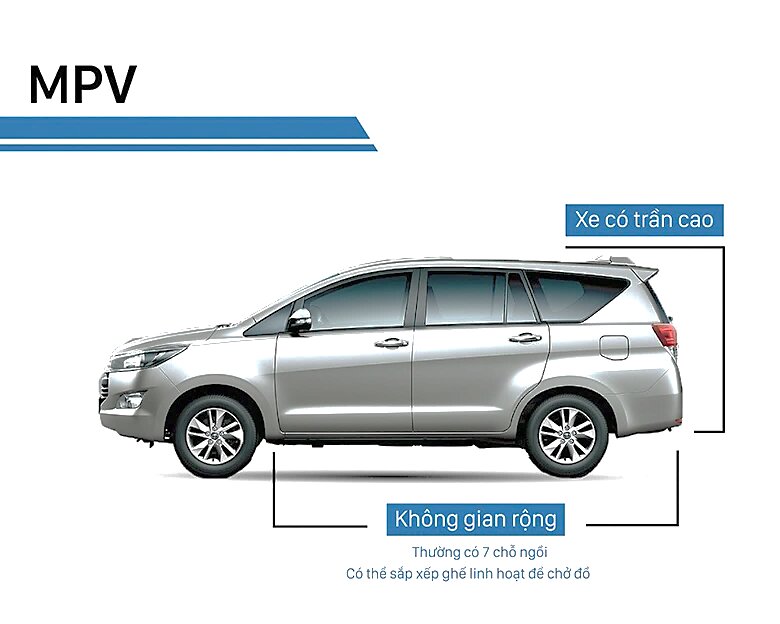 MPV
Xe có trần cao
Không gian rộng
Thường có 7 chỗ ngồi
Có thể sắp xếp ghế linh hoạt để chở đồ